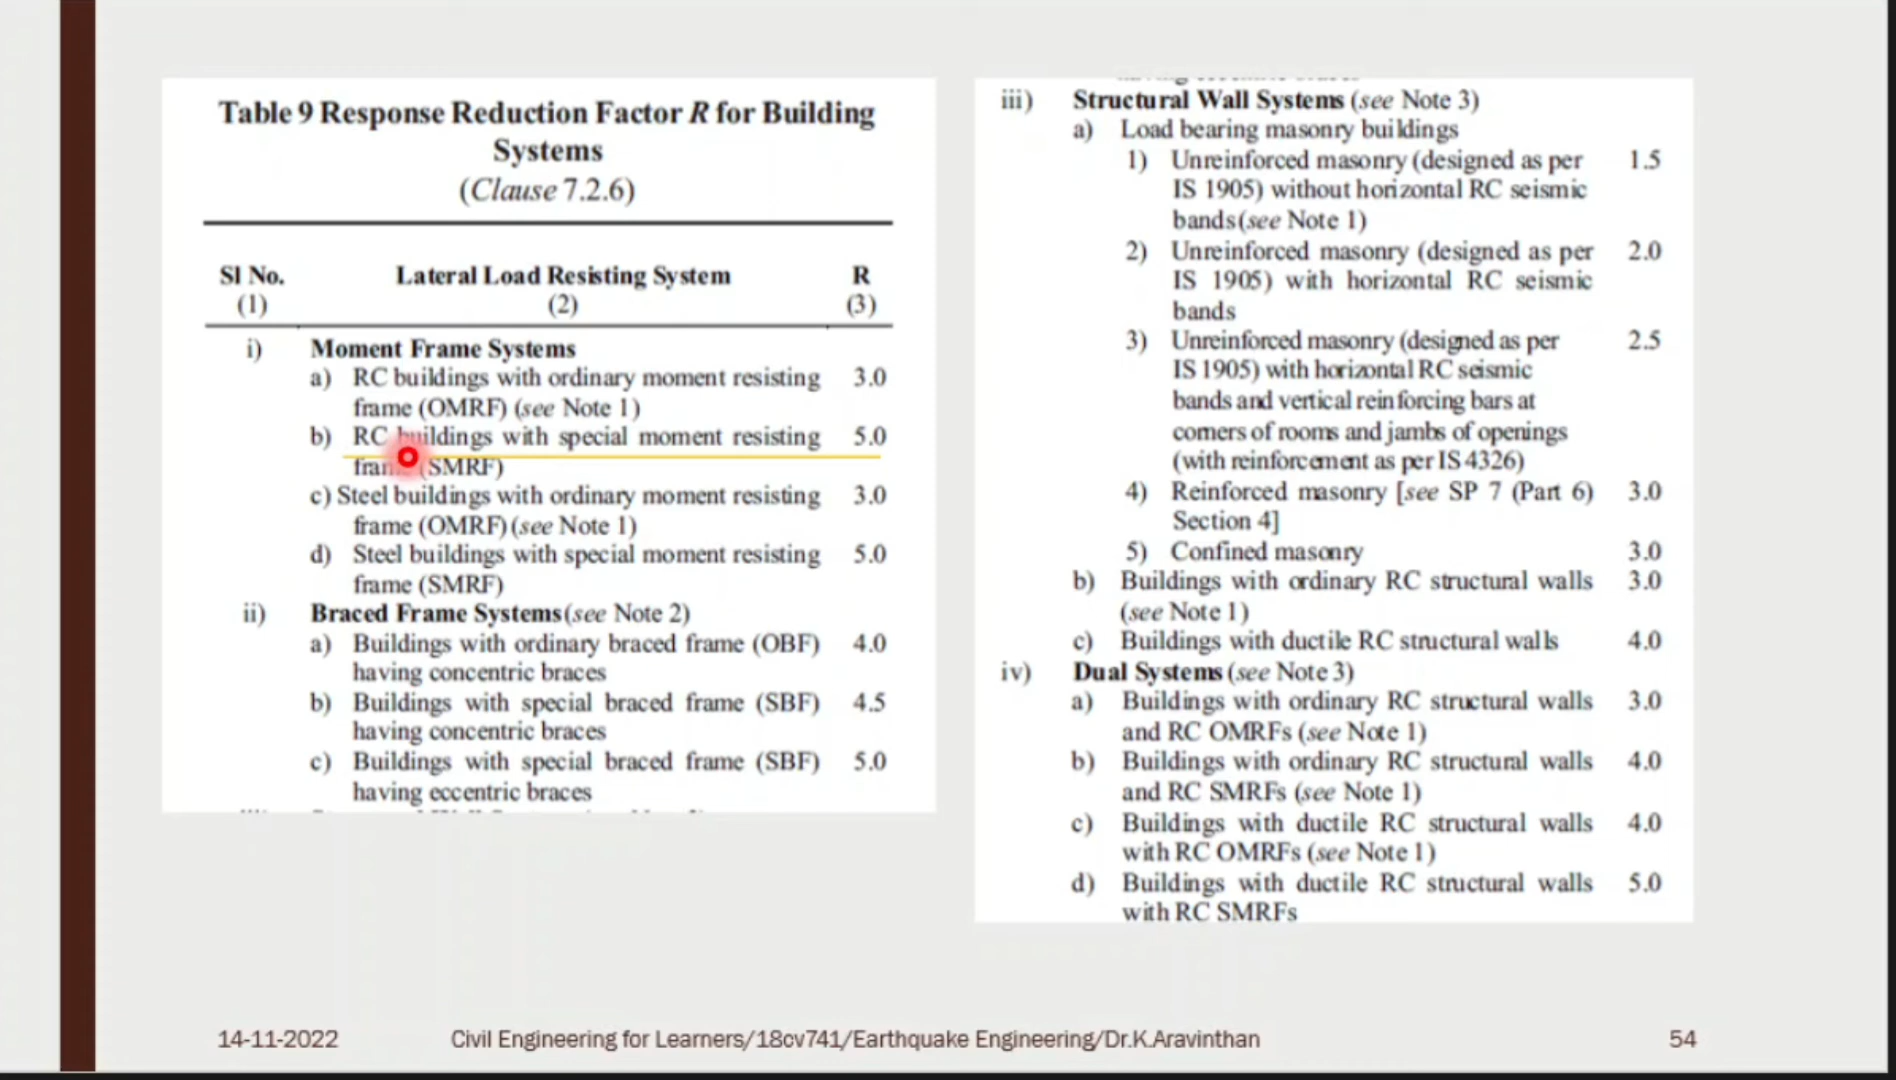 Table 9 Response Reduction Factor R for Building
Systems
(Clause 7.2.6)
Sl No. Lateral Load Resisting System R
(1) (2) (3)
i) Moment Frame Systems
a) RC buildings with ordinary moment resisting 3.0
frame (OMRF) (see Note 1)
b) RC buildings with special moment resisting 5.0
frame (SMRF)
c) Steel buildings with ordinary moment resisting 3.0
frame (OMRF) (see Note 1)
d) Steel buildings with special moment resisting 5.0
frame (SMRF)
ii) Braced Frame Systems (see Note 2)
a) Buildings with ordinary braced frame (OBF) 4.0
having concentric braces
b) Buildings with special braced frame (SBF) 4.5
having concentric braces
c) Buildings with special braced frame (SBF) 5.0
having eccentric braces
iii) Structural Wall Systems (see Note 3)
a) Load bearing masonry buildings
1) Unreinforced masonry (designed as per 1.5
IS 1905) without horizontal RC seismic
bands (see Note 1)
2) Unreinforced masonry (designed as per 2.0
IS 1905) with horizontal RC seismic
bands
3) Unreinforced masonry (designed as per 2.5
IS 1905) with horizontal RC seismic
bands and vertical reinforcing bars at
corners of rooms and jambs of openings
(with reinforcement as per IS 4326)
4) Reinforced masonry [see SP 7 (Part 6) 3.0
Section 4]
5) Confined masonry 3.0
b) Buildings with ordinary RC structural walls 3.0
(see Note 1)
c) Buildings with ductile RC structural walls 4.0
iv) Dual Systems (see Note 3)
a) Buildings with ordinary RC structural walls 3.0
and RC OMRFs (see Note 1)
b) Buildings with ordinary RC structural walls 4.0
and RC SMRFs (see Note 1)
c) Buildings with ductile RC structural walls 4.0
with RC OMRFs (see Note 1)
d) Buildings with ductile RC structural walls 5.0
with RC SMRFs
14-11-2022 Civil Engineering for Learners/18cv741/Earthquake Engineering/Dr.K.Aravinthan 54